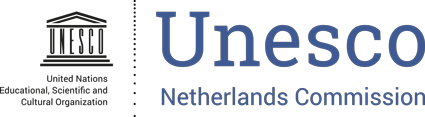 UNESCO
United Nations
Educational, Scientific and
Cultural Organization
Unesco
Netherlands Commission